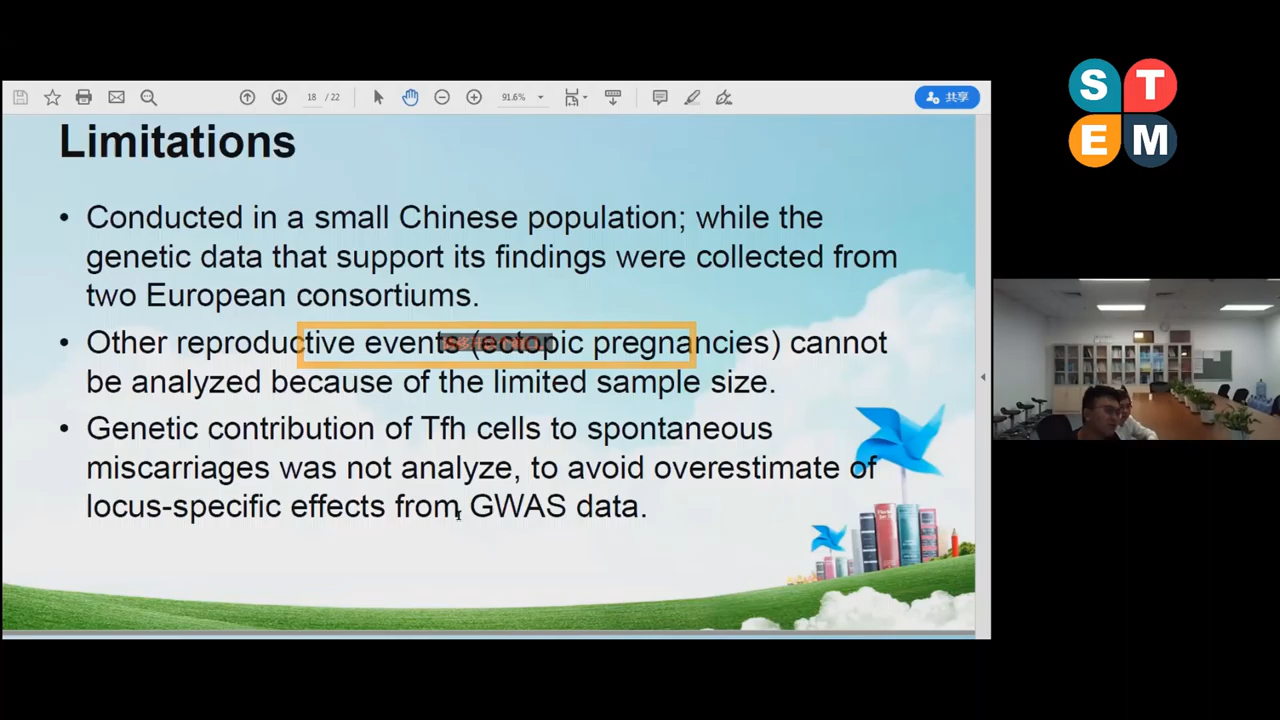 18 / 22
91.6%
共享
S T
E M
Limitations
• Conducted in a small Chinese population; while the
genetic data that support its findings were collected from
two European consortiums.
• Other reproductive events (ectopic pregnancies) cannot
be analyzed because of the limited sample size.
• Genetic contribution of Tfh cells to spontaneous
miscarriages was not analyze, to avoid overestimate of
locus-specific effects from GWAS data.